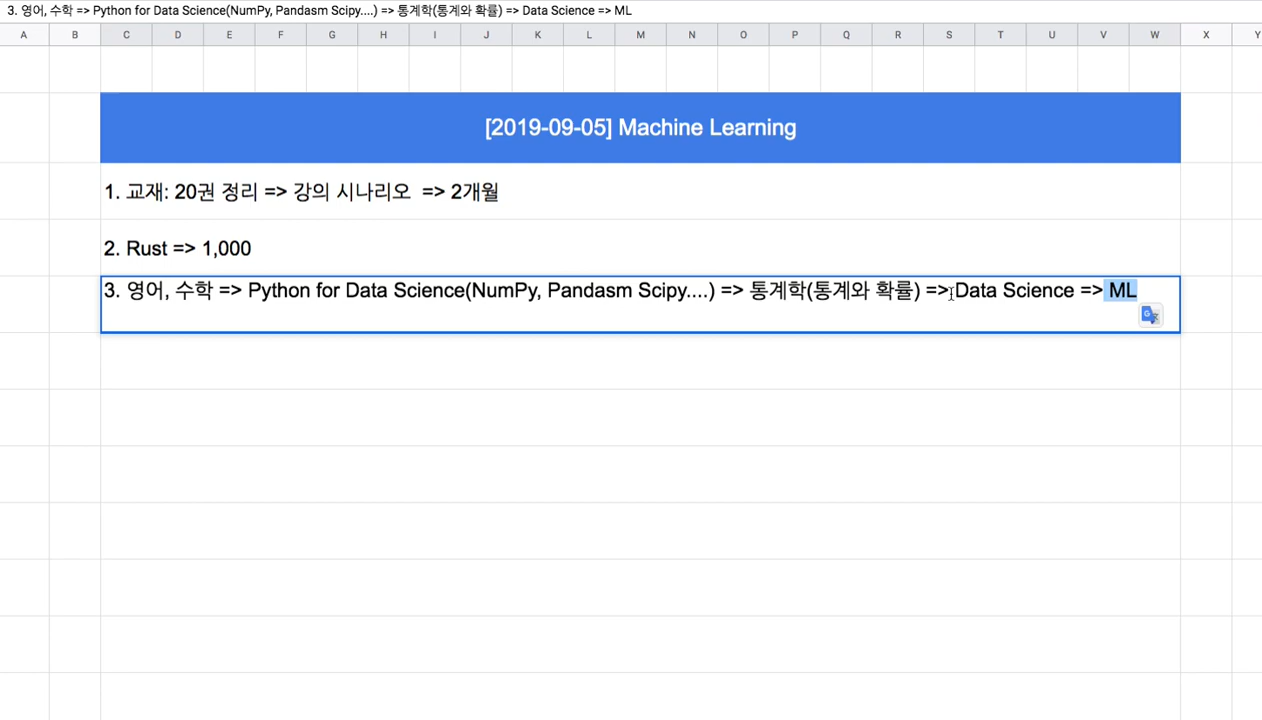 3. 영어, 수학 => Python for Data Science(NumPy, Pandasm Scipy....) => 통계학(통계와 확률) => Data Science => ML
A B C D E F G H I J K L M N O P Q R S T U V W X Y
[2019-09-05] Machine Learning
1. 교재: 20권 정리 => 강의 시나리오 => 2개월
2. Rust => 1,000
3. 영어, 수학 => Python for Data Science(NumPy, Pandasm Scipy....) => 통계학(통계와 확률) => Data Science => ML